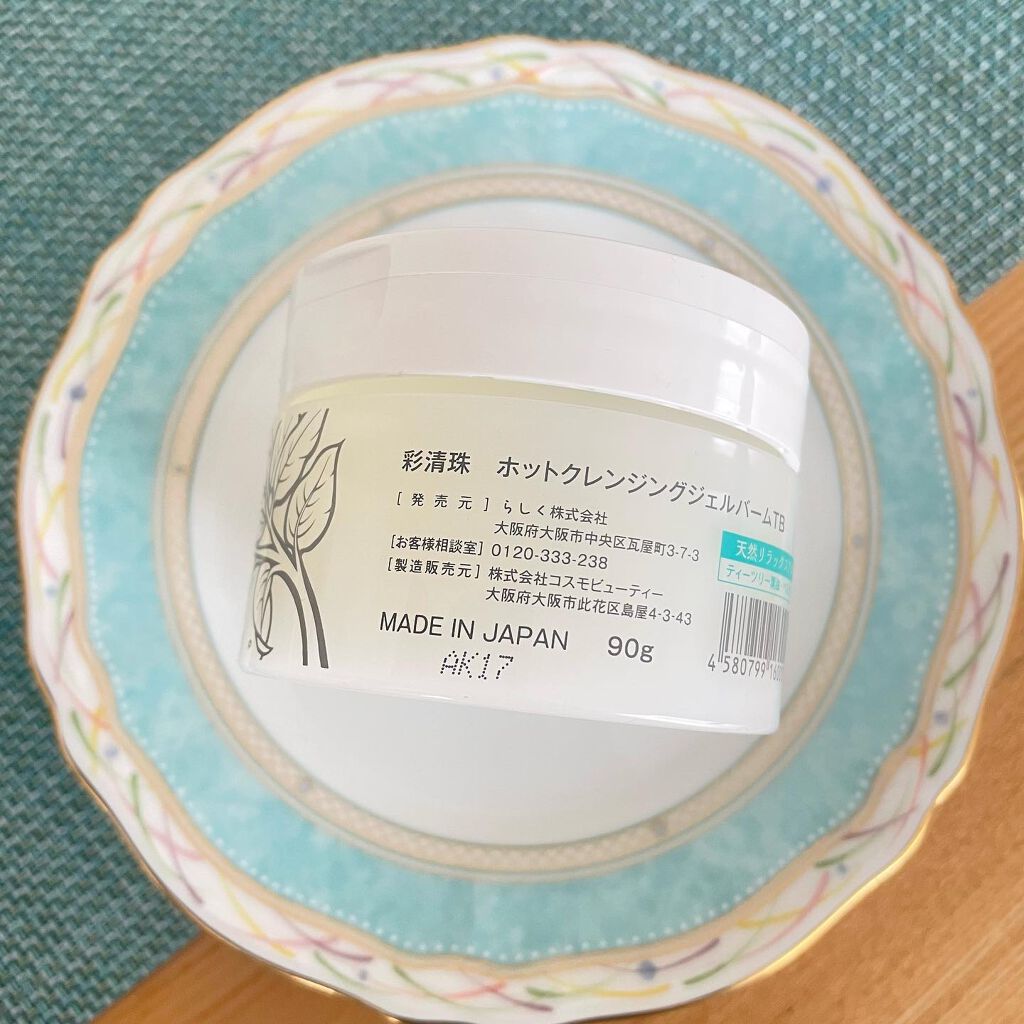 彩清珠 ホットクレンジングジェルバームTB
[発売元] らしく株式会社
大阪府大阪市中央区瓦屋町3-7-3
[お客様相談室] 0120-333-238
[製造販売元] 株式会社コスモビューティー
大阪府大阪市此花区島屋4-3-43
MADE IN JAPAN 90g
AK17
天然リラックス
ティーツリー
4 580799 160